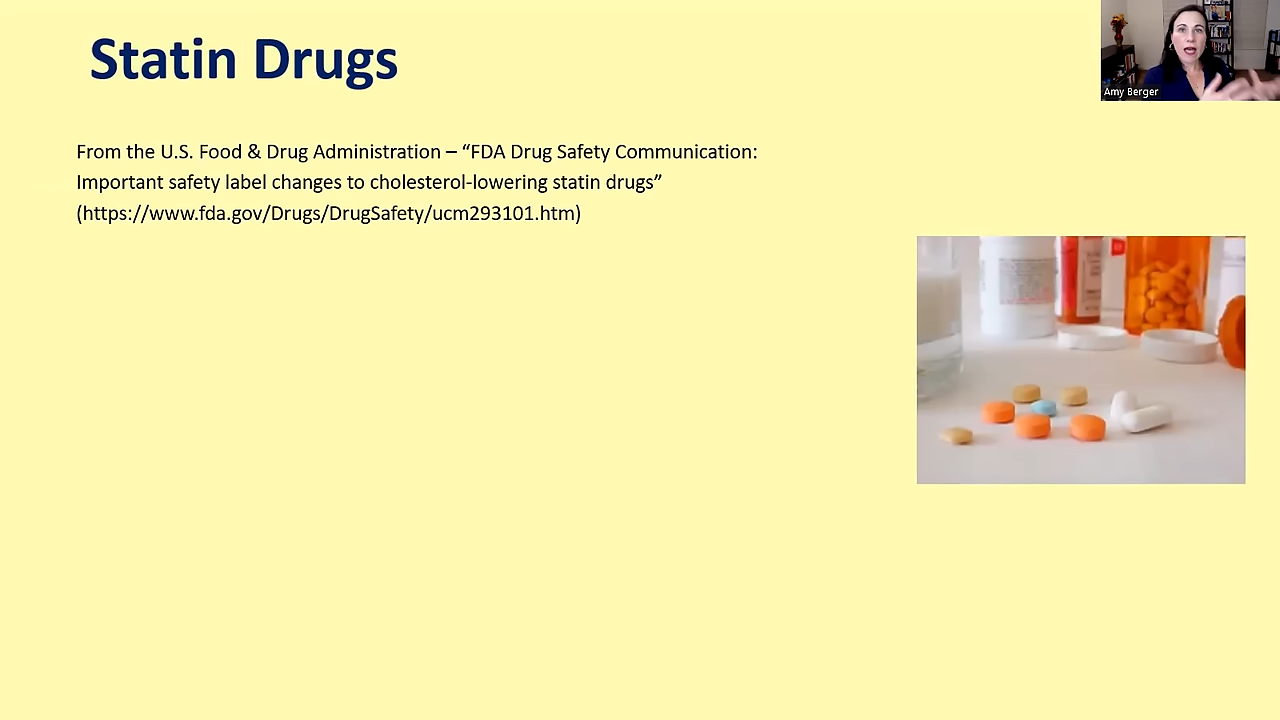 Statin Drugs
Amy Berger
From the U.S. Food & Drug Administration – “FDA Drug Safety Communication:
Important safety label changes to cholesterol-lowering statin drugs”
(https://www.fda.gov/Drugs/DrugSafety/ucm293101.htm)